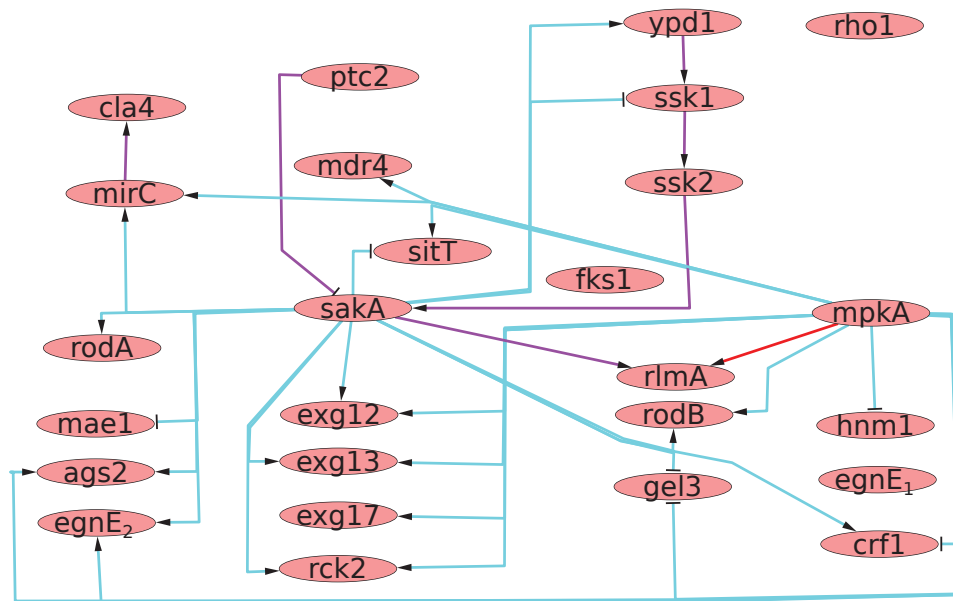 ypd1
rho1
ptc2
ssk1
cla4
mdr4
ssk2
mirC
sitT
fks1
sakA
mpkA
rodA
rlmA
exg12
rodB
mae1
hnm1
exg13
ags2
gel3
egnE₁
exg17
egnE₂
crf1
rck2